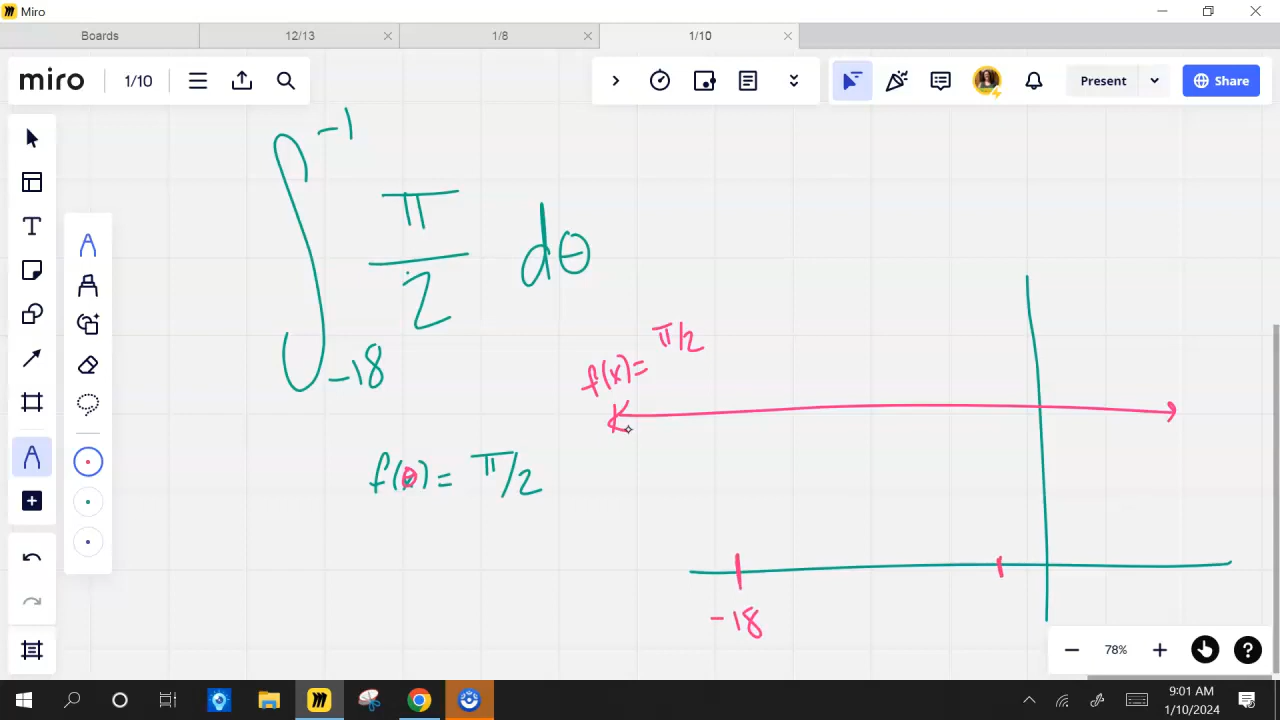 Miro
Boards
12/13
1/8
1/10
miro
1/10
Present
Share
T
∫
-1
π
2
dθ
-18
f(x)= π/2
f(θ)= π/2
-18
78%
?
9:01 AM
1/10/2024